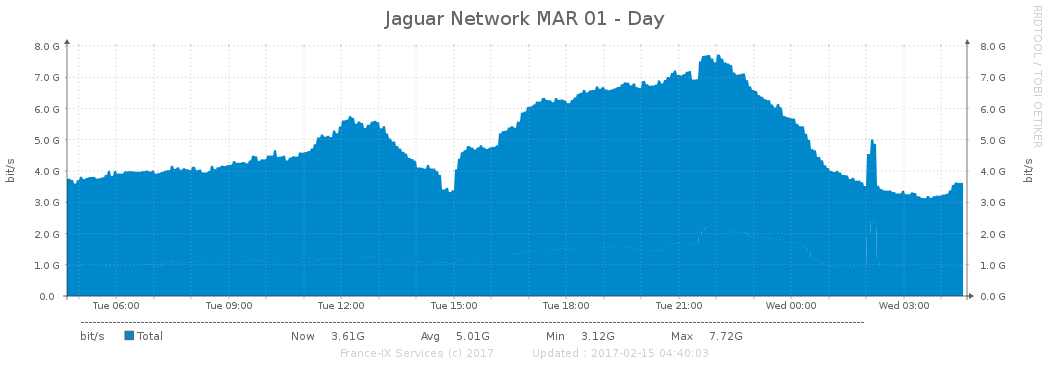 Jaguar Network MAR 01 - Day
RRDTOOL / TOBI OETIKER
bit/s
8.0 G
7.0 G
6.0 G
5.0 G
4.0 G
3.0 G
2.0 G
1.0 G
0.0
8.0 G
7.0 G
6.0 G
5.0 G
4.0 G
3.0 G
2.0 G
1.0 G
0.0 G
bit/s
Tue 06:00 Tue 09:00 Tue 12:00 Tue 15:00 Tue 18:00 Tue 21:00 Wed 00:00 Wed 03:00
bit/s Total Now 3.61G Avg 5.01G Min 3.12G Max 7.72G
France-IX Services (c) 2017 Updated : 2017-02-15 04:40:03